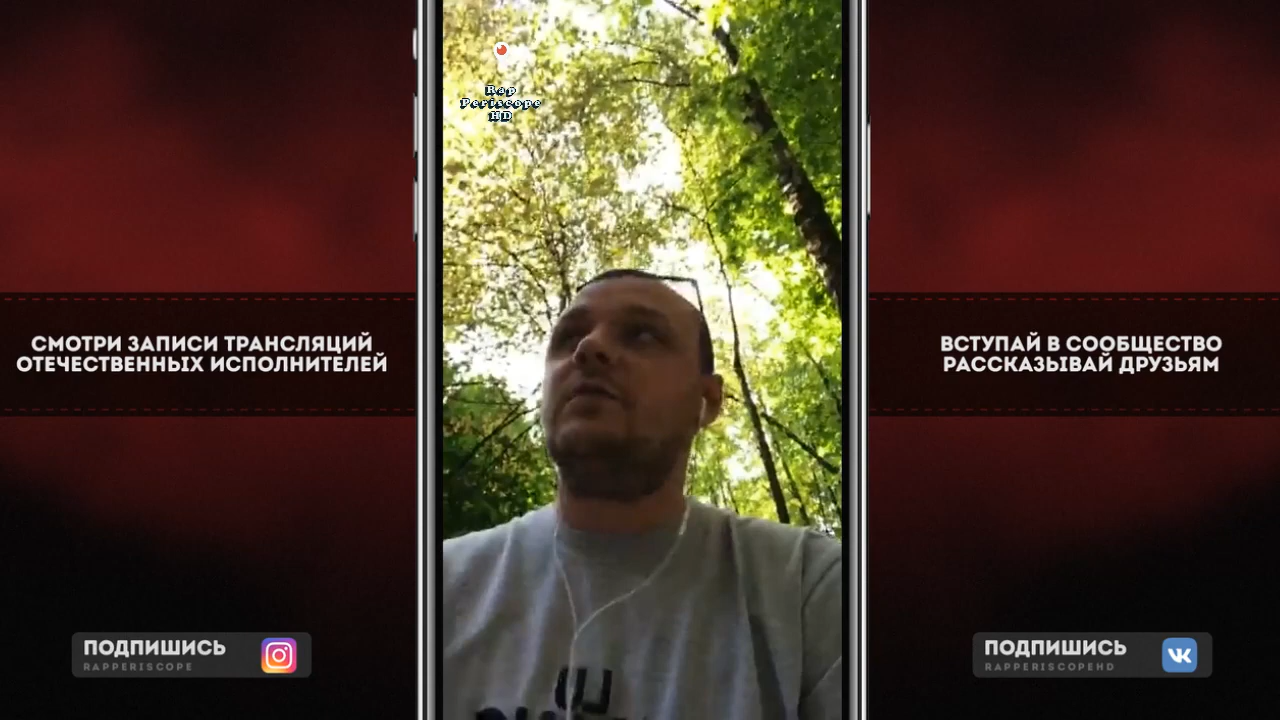 Rap
Periscope
HD
СМОТРИ ЗАПИСИ ТРАНСЛЯЦИЙ
ОТЕЧЕСТВЕННЫХ ИСПОЛНИТЕЛЕЙ
ВСТУПАЙ В СООБЩЕСТВО
РАССКАЗЫВАЙ ДРУЗЬЯМ
ПОДПИШИСЬ
RAPPERISCOPE
ПОДПИШИСЬ
RAPPERISCOPEHD